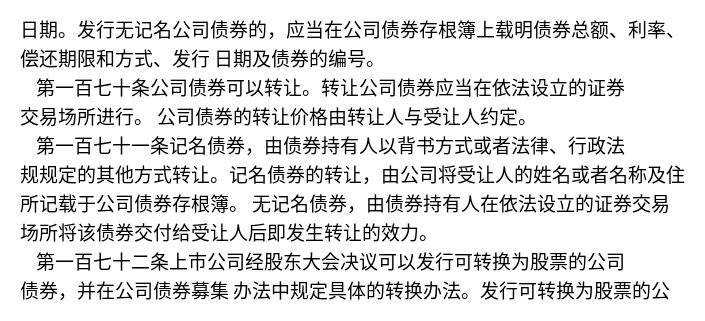 日期。发行无记名公司债券的，应当在公司债券存根簿上载明债券总额、利率、
偿还期限和方式、发行 日期及债券的编号。
第一百七十条公司债券可以转让。转让公司债券应当在依法设立的证券
交易场所进行。 公司债券的转让价格由转让人与受让人约定。
第一百七十一条记名债券，由债券持有人以背书方式或者法律、行政法
规规定的其他方式转让。记名债券的转让，由公司将受让人的姓名或者名称及住
所记载于公司债券存根簿。 无记名债券，由债券持有人在依法设立的证券交易
场所将该债券交付给受让人后即发生转让的效力。
第一百七十二条上市公司经股东大会决议可以发行可转换为股票的公司
债券，并在公司债券募集 办法中规定具体的转换办法。发行可转换为股票的公